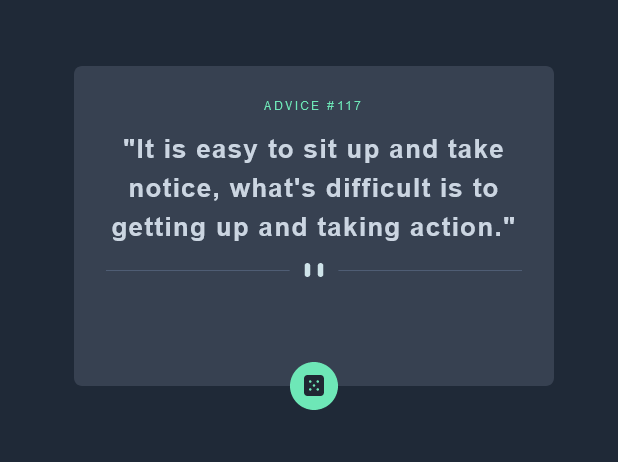 ADVICE #117
"It is easy to sit up and take
notice, what's difficult is to
getting up and taking action."